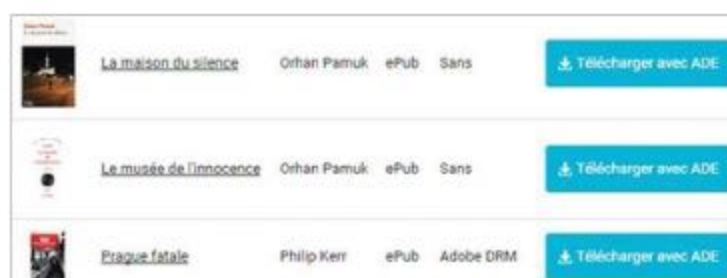 La maison du silence Orhan Pamuk ePub Sans Télécharger avec ADE
Le musée de l'innocence Orhan Pamuk ePub Sans Télécharger avec ADE
Prague fatale Philip Kerr ePub Adobe DRM Télécharger avec ADE